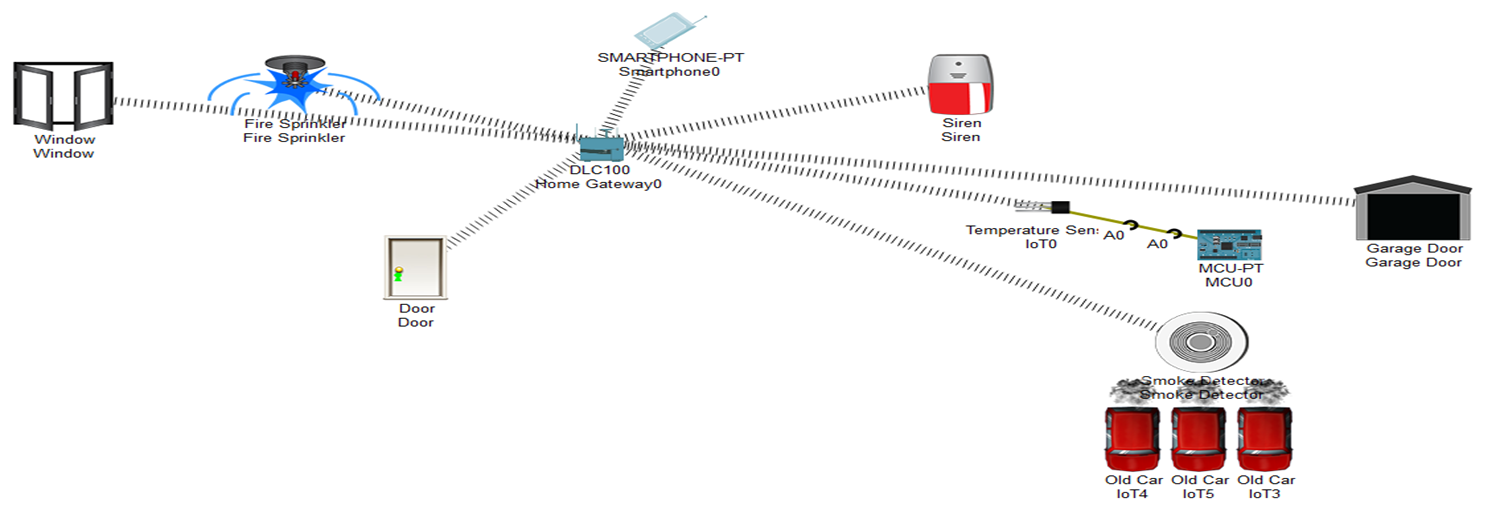 SMARTPHONE-PT
Smartphone0
Window
Window
Fire Sprinkler
Fire Sprinkler
Siren
Siren
DLC100
Home Gateway0
Temperature Sens
IoT0
A0
A0
MCU-PT
MCU0
Garage Door
Garage Door
Door
Door
Smoke Detector
Smoke Detector
Old Car
IoT4
Old Car
IoT5
Old Car
IoT3